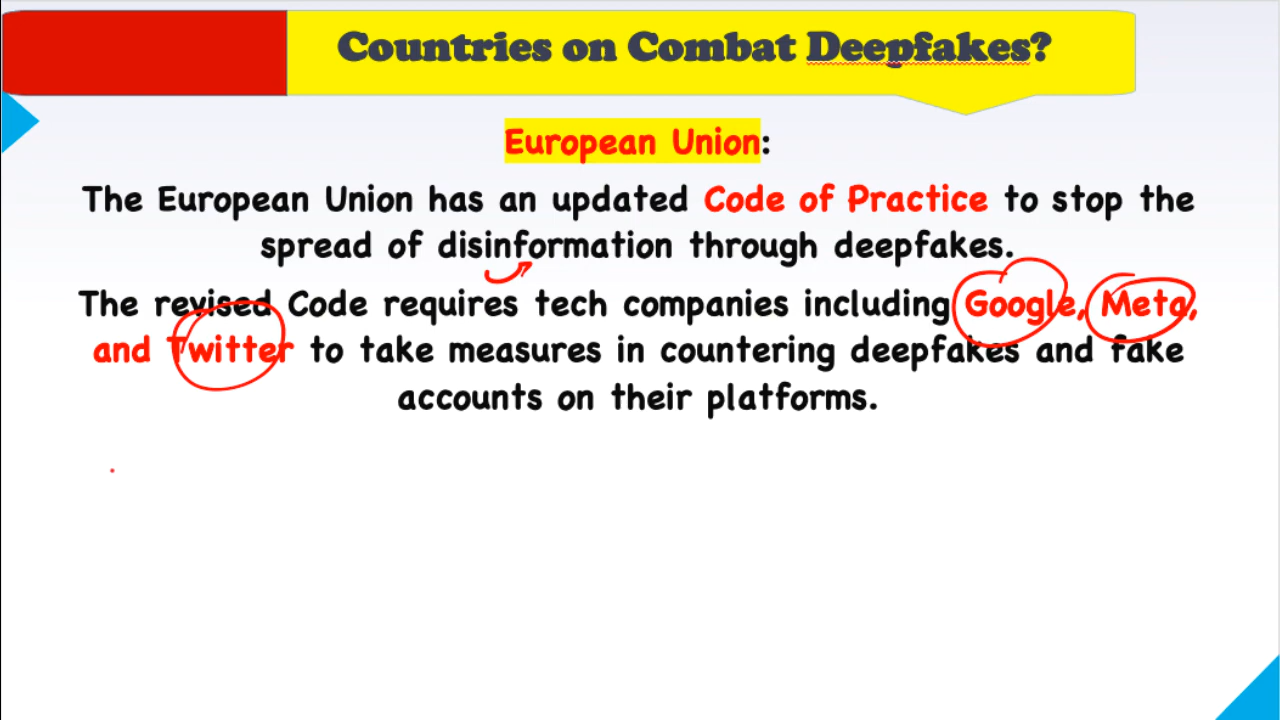 Countries on Combat Deepfakes?
European Union:
The European Union has an updated Code of Practice to stop the
spread of disinformation through deepfakes.
The revised Code requires tech companies including Google, Meta,
and Twitter to take measures in countering deepfakes and fake
accounts on their platforms.